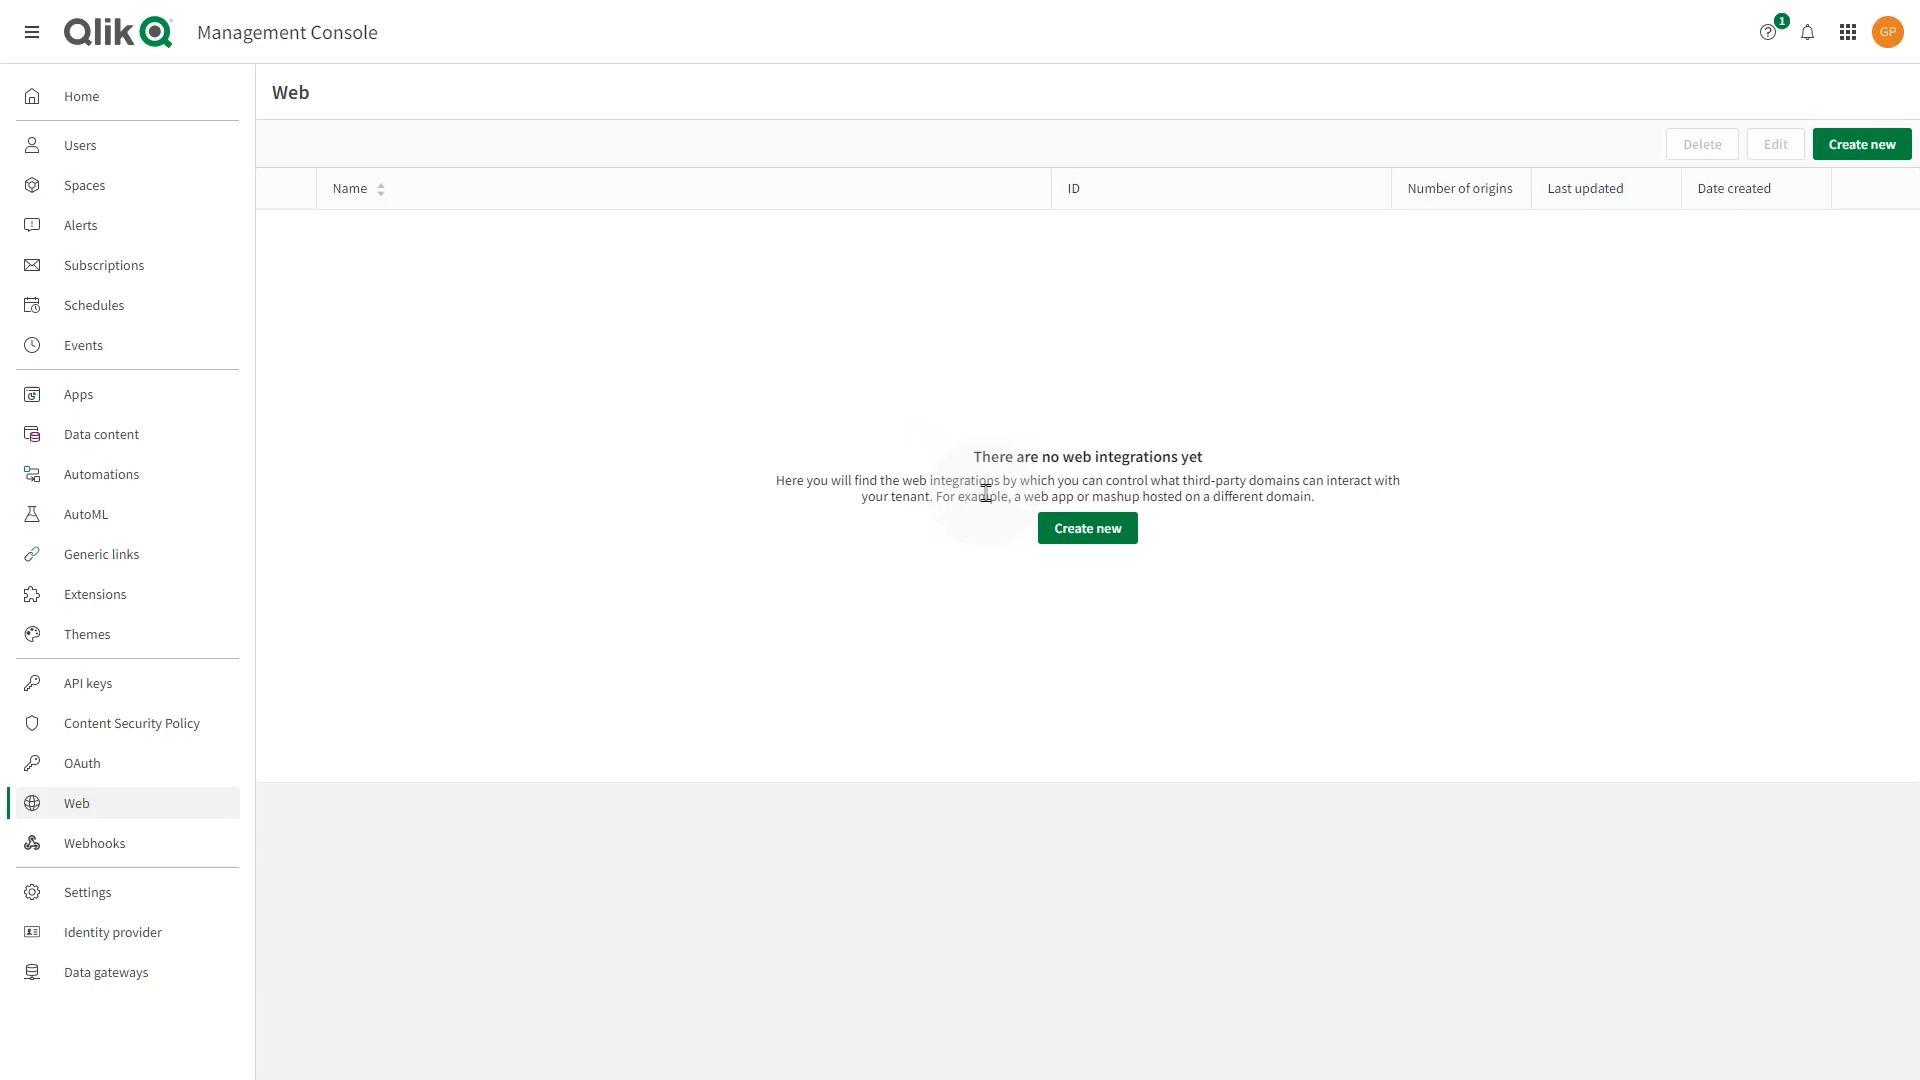 Qlik
Management Console
1
GP
Home
Users
Spaces
Alerts
Subscriptions
Schedules
Events
Apps
Data content
Automations
AutoML
Generic links
Extensions
Themes
API keys
Content Security Policy
OAuth
Web
Webhooks
Settings
Identity provider
Data gateways
Web
Delete Edit Create new
Name ID Number of origins Last updated Date created
There are no web integrations yet
Here you will find the web integrations by which you can control what third-party domains can interact with
your tenant. For example, a web app or mashup hosted on a different domain.
Create new